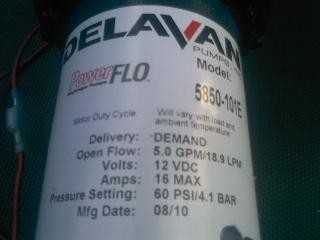 DELAVAN
PUMPS,
PowerFLO
Model:
5850-101E
Motor Duty Cycle: Will vary with load and
ambient temperature
Delivery: DEMAND
Open Flow: 5.0 GPM/18.9 LPM
Volts: 12 VDC
Amps: 16 MAX
Pressure Setting: 60 PSI/4.1 BAR
Mfg Date: 08/10